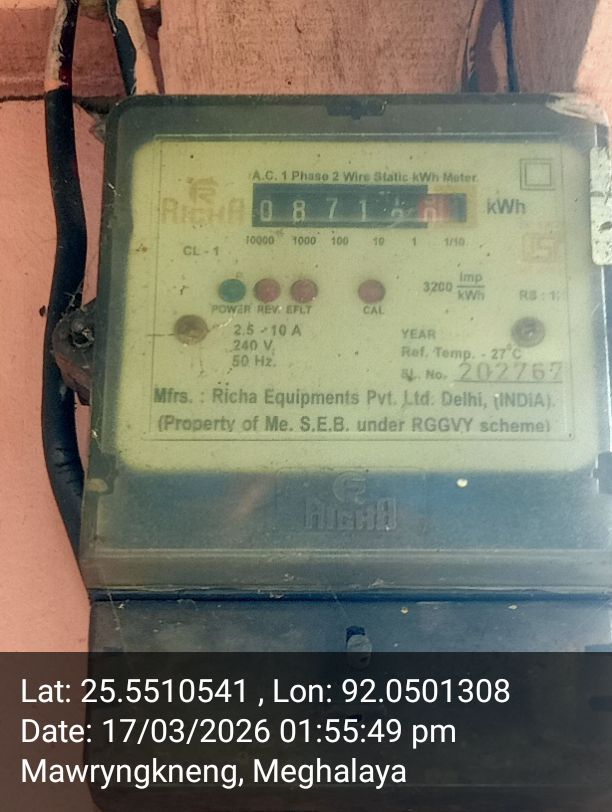 A.C. 1 Phase 2 Wire Static kWh Meter
RICHA
0 8 7 1
kWh
10000 1000 100 10 1 1/10
CL - 1
3200 imp/kWh
POWER REV. EFLT CAL
2.5 - 10 A
240 V.
50 Hz.
YEAR
Ref. Temp. - 27°C
SL. No. 202767
Mfrs. : Richa Equipments Pvt. Ltd. Delhi, (INDIA).
(Property of Me. S.E.B. under RGGVY scheme)
RICHA
Lat: 25.5510541 , Lon: 92.0501308
Date: 17/03/2026 01:55:49 pm
Mawryngkneng, Meghalaya